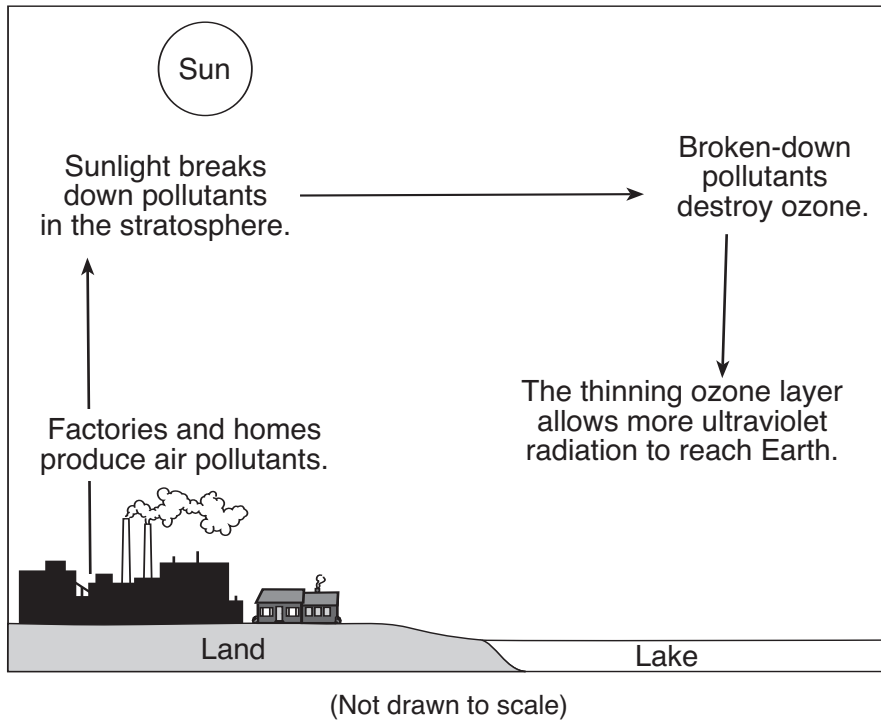 Sun
Sunlight breaks
down pollutants
in the stratosphere.
Broken-down
pollutants
destroy ozone.
The thinning ozone layer
allows more ultraviolet
radiation to reach Earth.
Factories and homes
produce air pollutants.
Land
Lake
(Not drawn to scale)